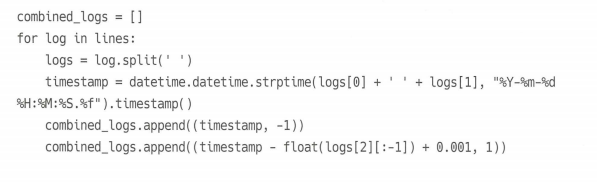 combined_logs = []
for log in lines:
    logs = log.split(' ')
    timestamp = datetime.datetime.strptime(logs[0] + ' ' + logs[1], "%Y-%m-%d
%H:%M:%S.%f").timestamp()
    combined_logs.append((timestamp, -1))
    combined_logs.append((timestamp - float(logs[2][:-1]) + 0.001, 1))